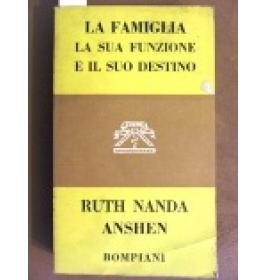 LA FAMIGLIA
LA SUA FUNZIONE
E IL SUO DESTINO
RUTH NANDA
ANSHEN
BOMPIANI